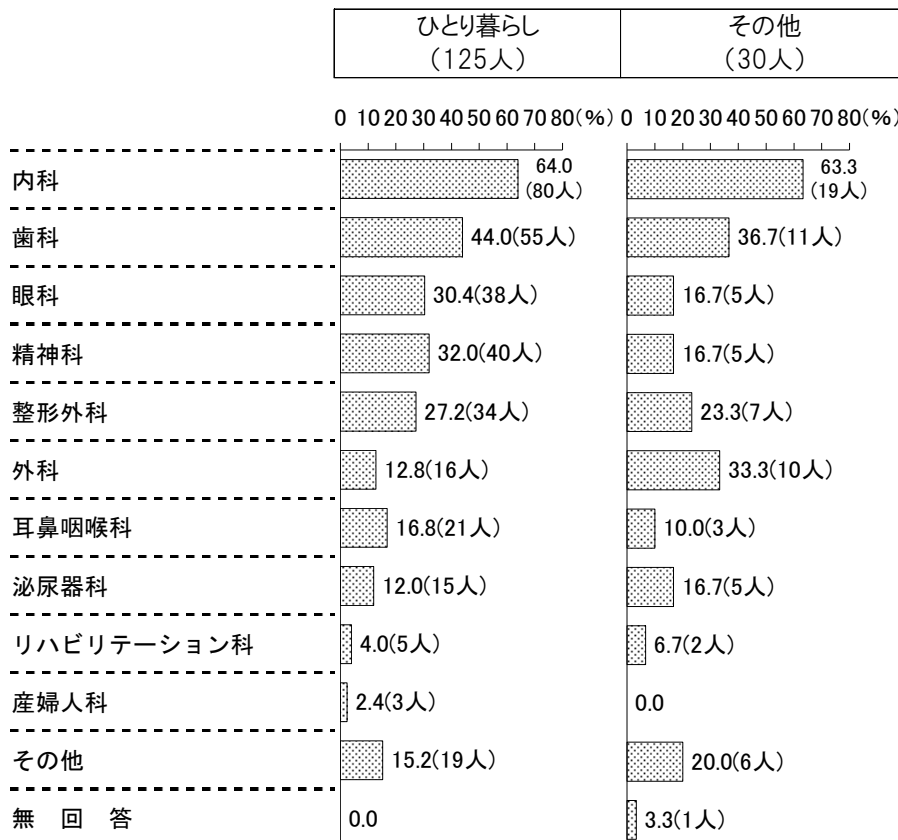 ひとり暮らし
(125人)
その他
(30人)
0 10 20 30 40 50 60 70 80(%)
0 10 20 30 40 50 60 70 80(%)
内科
64.0
(80人)
63.3
(19人)
歯科 44.0(55人) 36.7(11人)
眼科 30.4(38人) 16.7(5人)
精神科 32.0(40人) 16.7(5人)
整形外科 27.2(34人) 23.3(7人)
外科 12.8(16人) 33.3(10人)
耳鼻咽喉科 16.8(21人) 10.0(3人)
泌尿器科 12.0(15人) 16.7(5人)
リハビリテーション科 4.0(5人) 6.7(2人)
産婦人科 2.4(3人) 0.0
その他 15.2(19人) 20.0(6人)
無 回 答 0.0 3.3(1人)